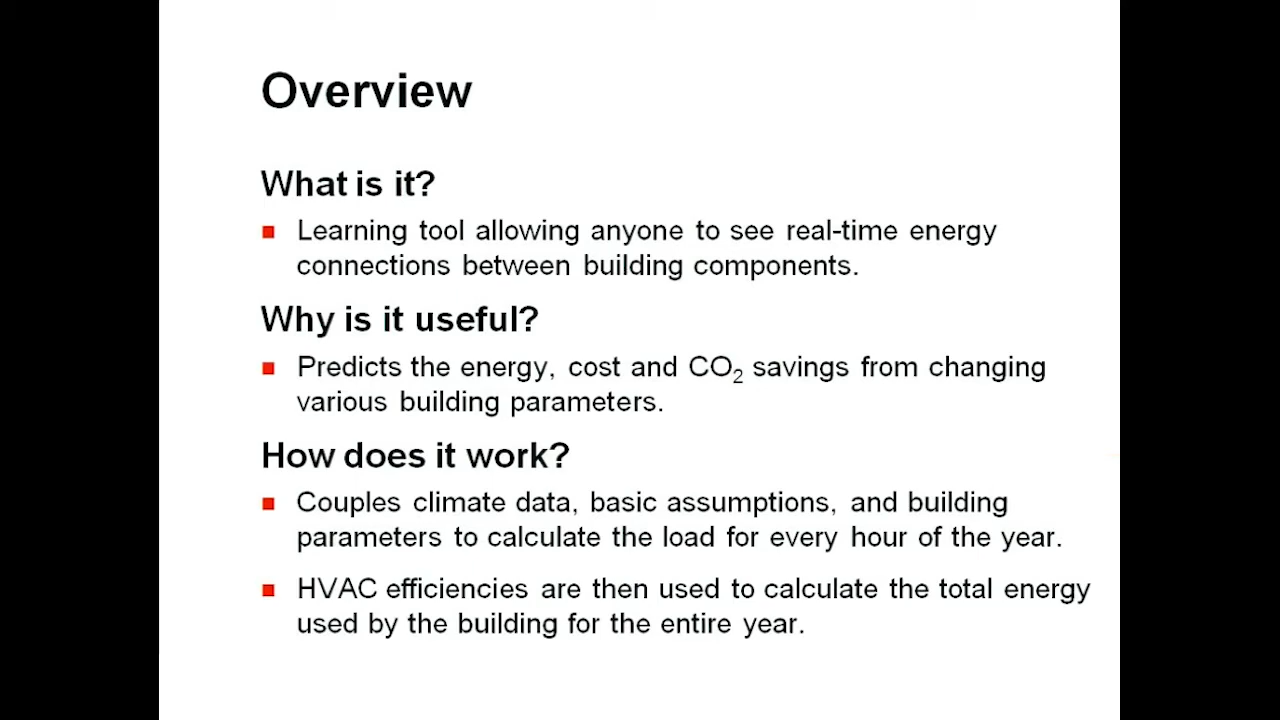 Overview
What is it?
Learning tool allowing anyone to see real-time energy
connections between building components.
Why is it useful?
Predicts the energy, cost and CO₂ savings from changing
various building parameters.
How does it work?
Couples climate data, basic assumptions, and building
parameters to calculate the load for every hour of the year.
HVAC efficiencies are then used to calculate the total energy
used by the building for the entire year.